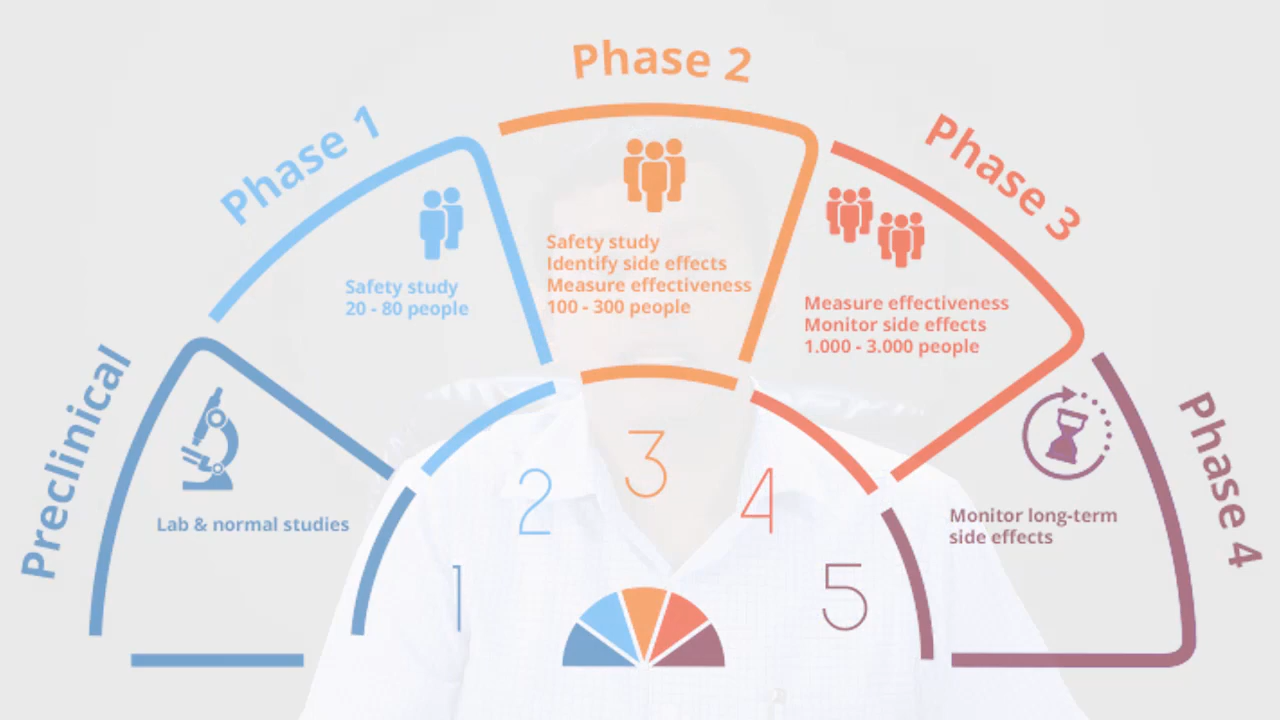 Preclinical
Lab & normal studies
1
Phase 1
Safety study
20 - 80 people
2
Phase 2
Safety study
Identify side effects
Measure effectiveness
100 - 300 people
3
Phase 3
Measure effectiveness
Monitor side effects
1.000 - 3.000 people
4
Phase 4
Monitor long-term
side effects
5